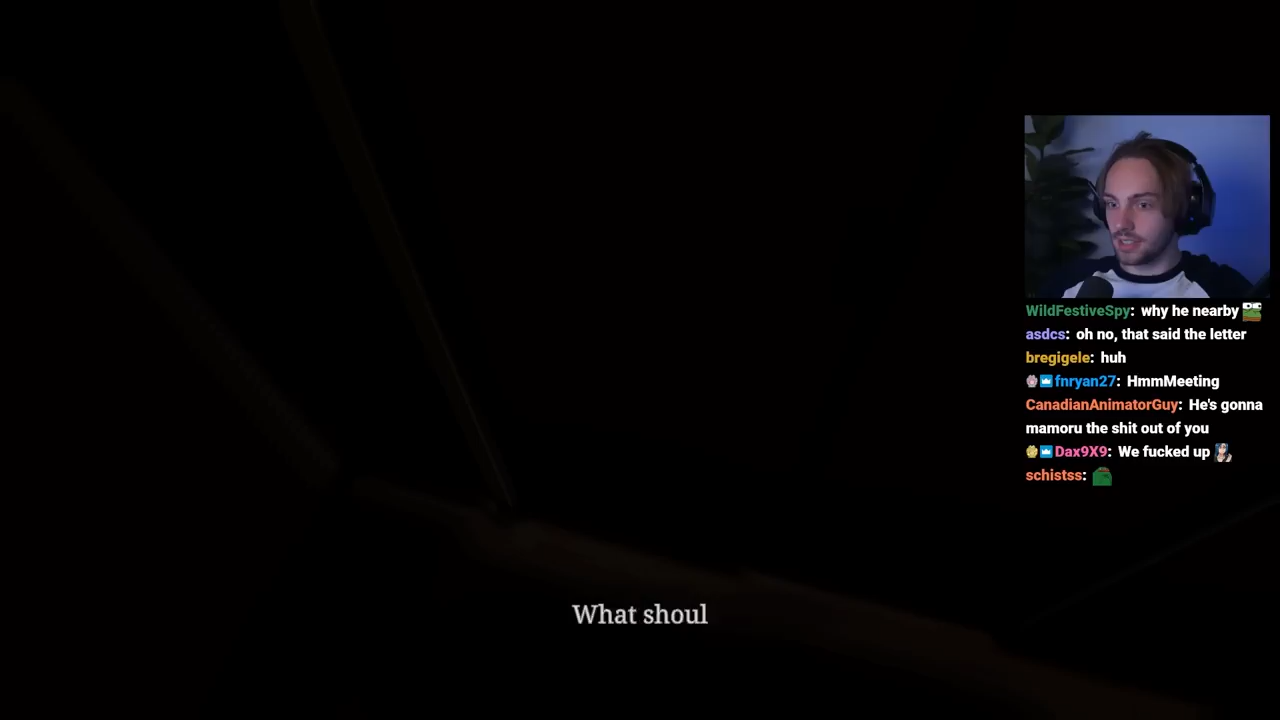 WildFestiveSpy: why he nearby
asdcs: oh no, that said the letter
bregigele: huh
fnryan27: HmmMeeting
CanadianAnimatorGuy: He's gonna
mamoru the shit out of you
Dax9X9: We fucked up
schistss:
What shoul